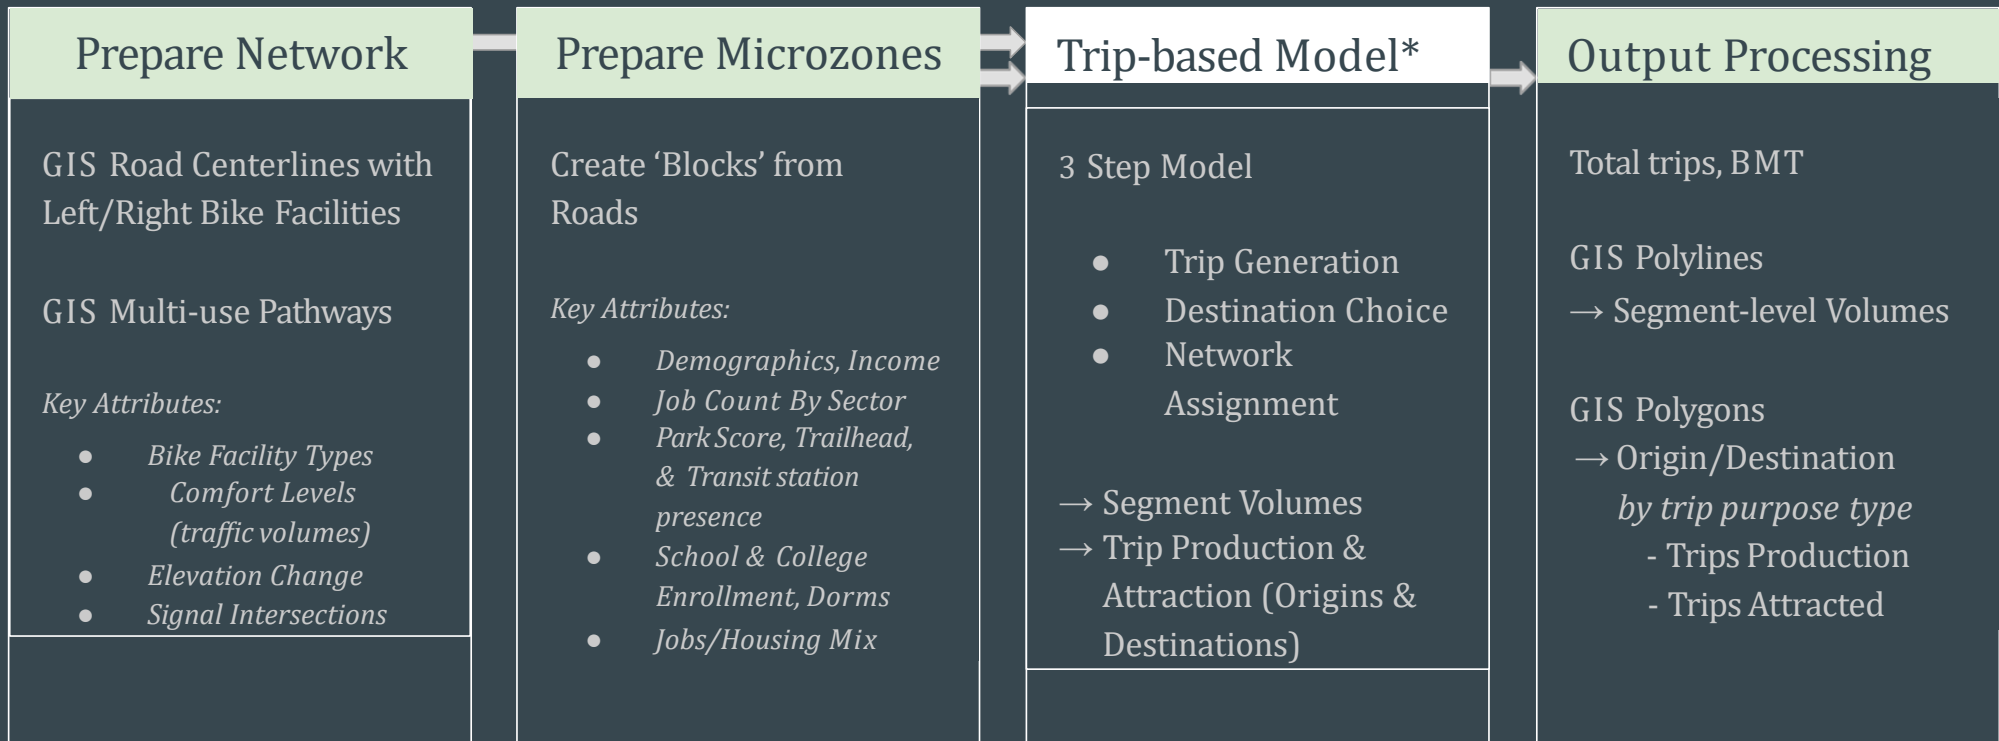 Prepare Network
GIS Road Centerlines with
Left/Right Bike Facilities
GIS Multi-use Pathways
Key Attributes:
● Bike Facility Types
● Comfort Levels
(traffic volumes)
● Elevation Change
● Signal Intersections
Prepare Microzones
Create ‘Blocks’ from
Roads
Key Attributes:
● Demographics, Income
● Job Count By Sector
● Park Score, Trailhead,
& Transit station
presence
● School & College
Enrollment, Dorms
● Jobs/Housing Mix
Trip-based Model*
3 Step Model
● Trip Generation
● Destination Choice
● Network
Assignment
→ Segment Volumes
→ Trip Production &
Attraction (Origins &
Destinations)
Output Processing
Total trips, BMT
GIS Polylines
→ Segment-level Volumes
GIS Polygons
→ Origin/Destination
by trip purpose type
- Trips Production
- Trips Attracted